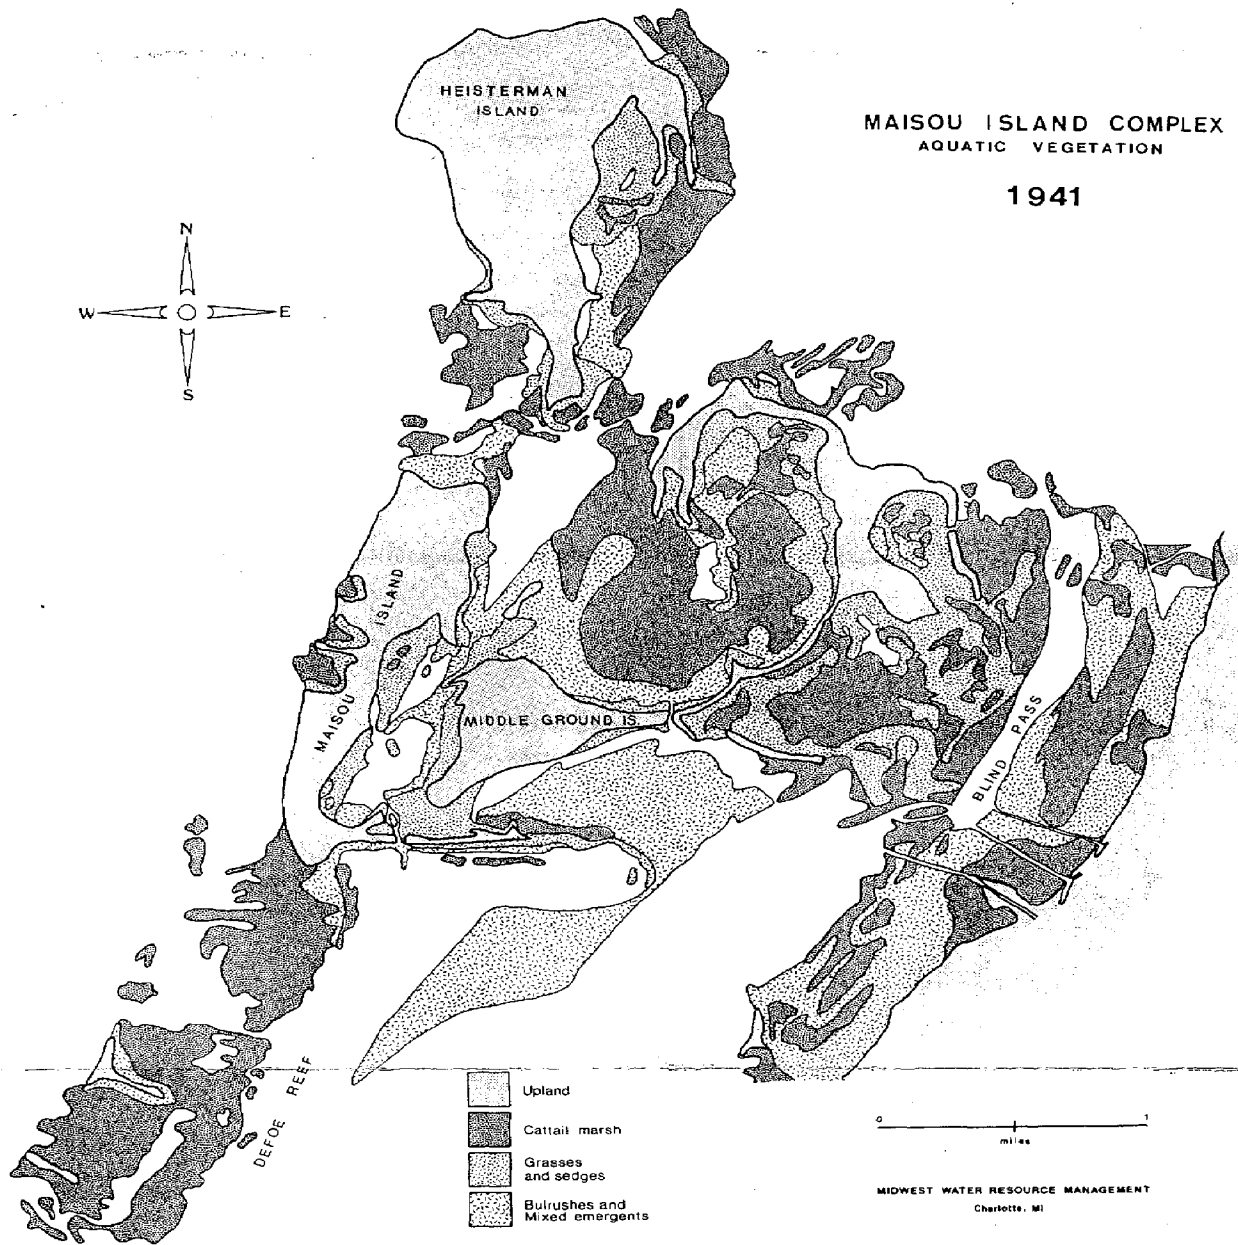 HEISTERMAN
ISLAND
MAISOU ISLAND COMPLEX
AQUATIC VEGETATION
1941
N
W
E
S
MAISOU ISLAND
MIDDLE GROUND IS.
BLIND PASS
DEFOE REEF
Upland
Cattail marsh
Grasses
and sedges
Bulrushes and
Mixed emergents
0 1
miles
MIDWEST WATER RESOURCE MANAGEMENT
Charlotte, MI